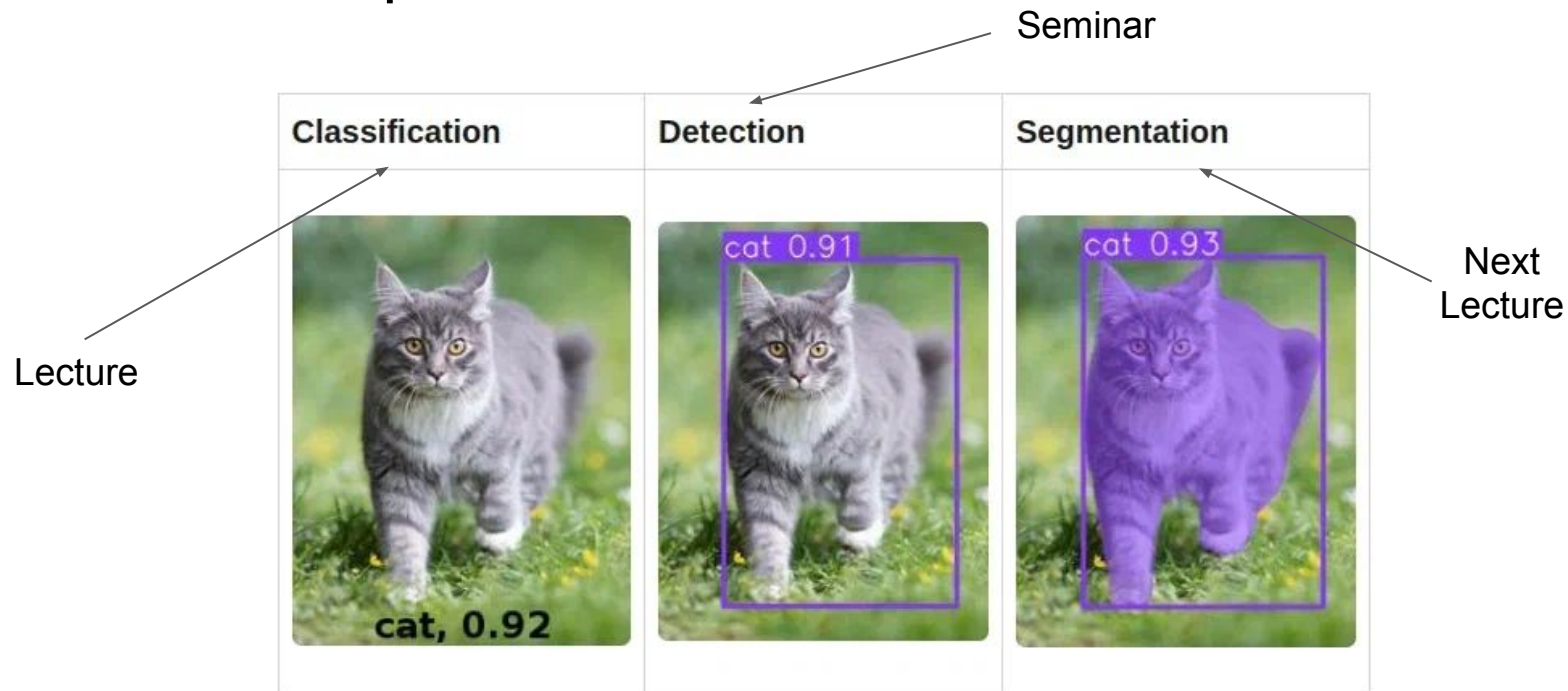 Seminar
Classification
Detection
Segmentation
cat 0.91
cat 0.93
Next
Lecture
Lecture
cat, 0.92